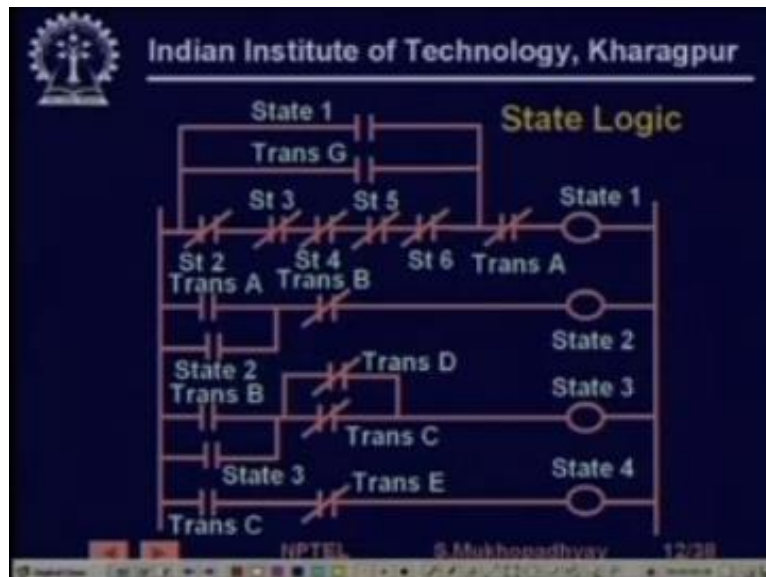 Indian Institute of Technology, Kharagpur
State 1
State Logic
Trans G
St 3
St 5
State 1
St 2
St 4
St 6
Trans A
Trans A
Trans B
State 2
State 2
Trans D
Trans B
State 3
Trans C
State 3
State 4
Trans E
Trans C
NPTEL
S.Mukhopadhyay
12/38